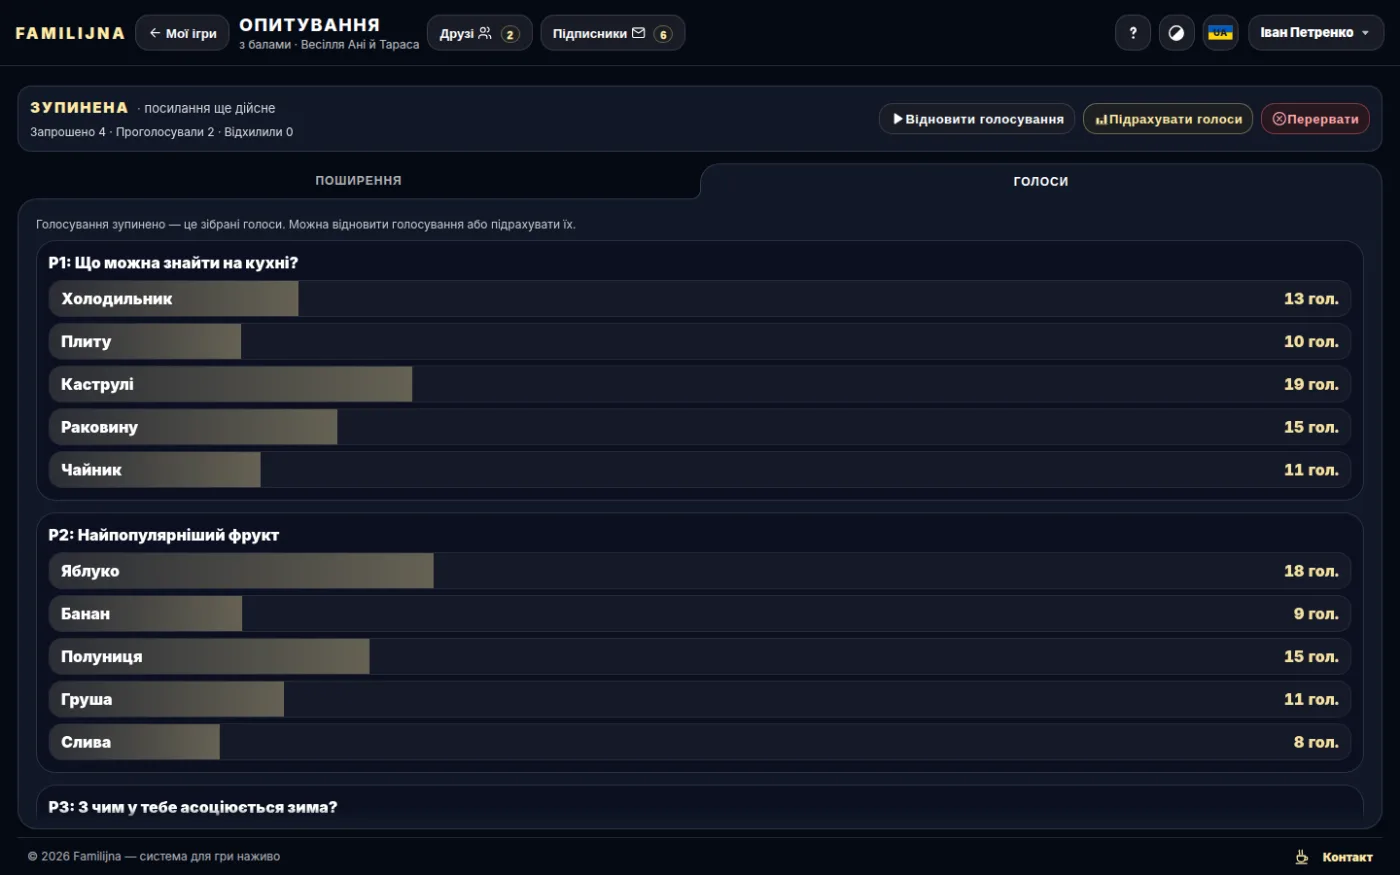 FAMILIJNA
← Мої ігри
ОПИТУВАННЯ
з балами · Весілля Ані й Тараса
Друзі 2
Підписники 6
?
UA
Іван Петренко
ЗУПИНЕНА · посилання ще дійсне
Запрошено 4 · Проголосували 2 · Відхилили 0
Відновити голосування
Підрахувати голоси
Перервати
ПОШИРЕННЯ
ГОЛОСИ
Голосування зупинено — це зібрані голоси. Можна відновити голосування або підрахувати їх.
P1: Що можна знайти на кухні?
Холодильник 13 гол.
Плиту 10 гол.
Каструлі 19 гол.
Раковину 15 гол.
Чайник 11 гол.
P2: Найпопулярніший фрукт
Яблуко 18 гол.
Банан 9 гол.
Полуниця 15 гол.
Груша 11 гол.
Слива 8 гол.
P3: З чим у тебе асоціюється зима?
© 2026 Familijna — система для гри наживо
Контакт